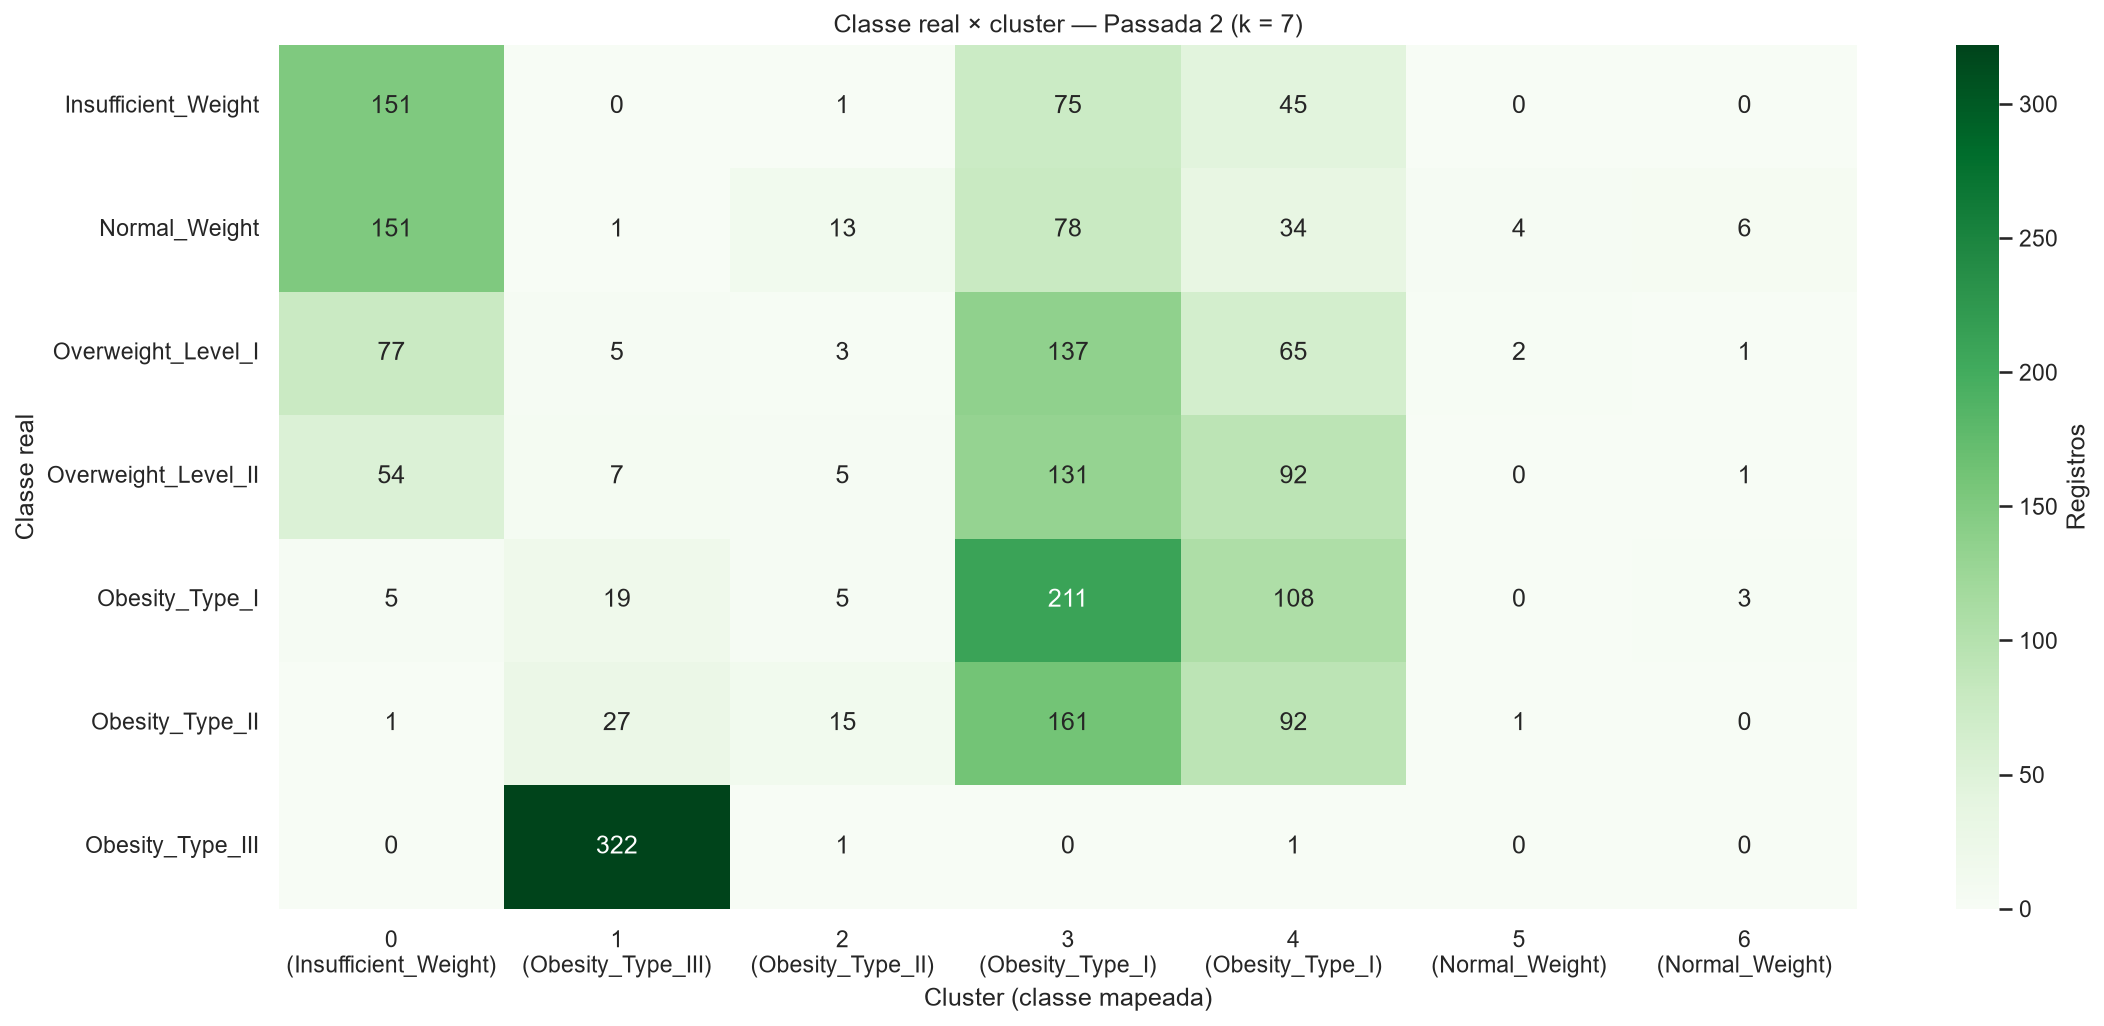 Classe real × cluster — Passada 2 (k = 7)
Classe real
Insufficient_Weight 151 0 1 75 45 0 0
Normal_Weight 151 1 13 78 34 4 6
Overweight_Level_I 77 5 3 137 65 2 1
Overweight_Level_II 54 7 5 131 92 0 1
Obesity_Type_I 5 19 5 211 108 0 3
Obesity_Type_II 1 27 15 161 92 1 0
Obesity_Type_III 0 322 1 0 1 0 0
0 1 2 3 4 5 6
(Insufficient_Weight) (Obesity_Type_III) (Obesity_Type_II) (Obesity_Type_I) (Obesity_Type_I) (Normal_Weight) (Normal_Weight)
Cluster (classe mapeada)
300
250
200
150
100
50
0
Registros